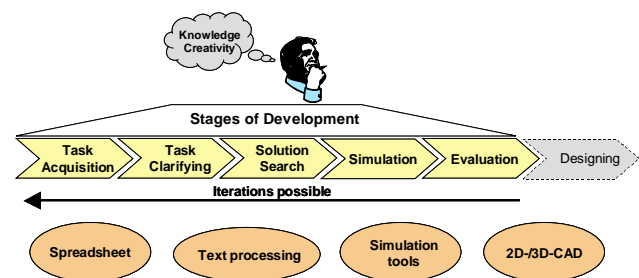 Knowledge
Creativity
Stages of Development
Task
Acquisition
Task
Clarifying
Solution
Search
Simulation
Evaluation
Designing
Iterations possible
Spreadsheet
Text processing
Simulation
tools
2D-/3D-CAD